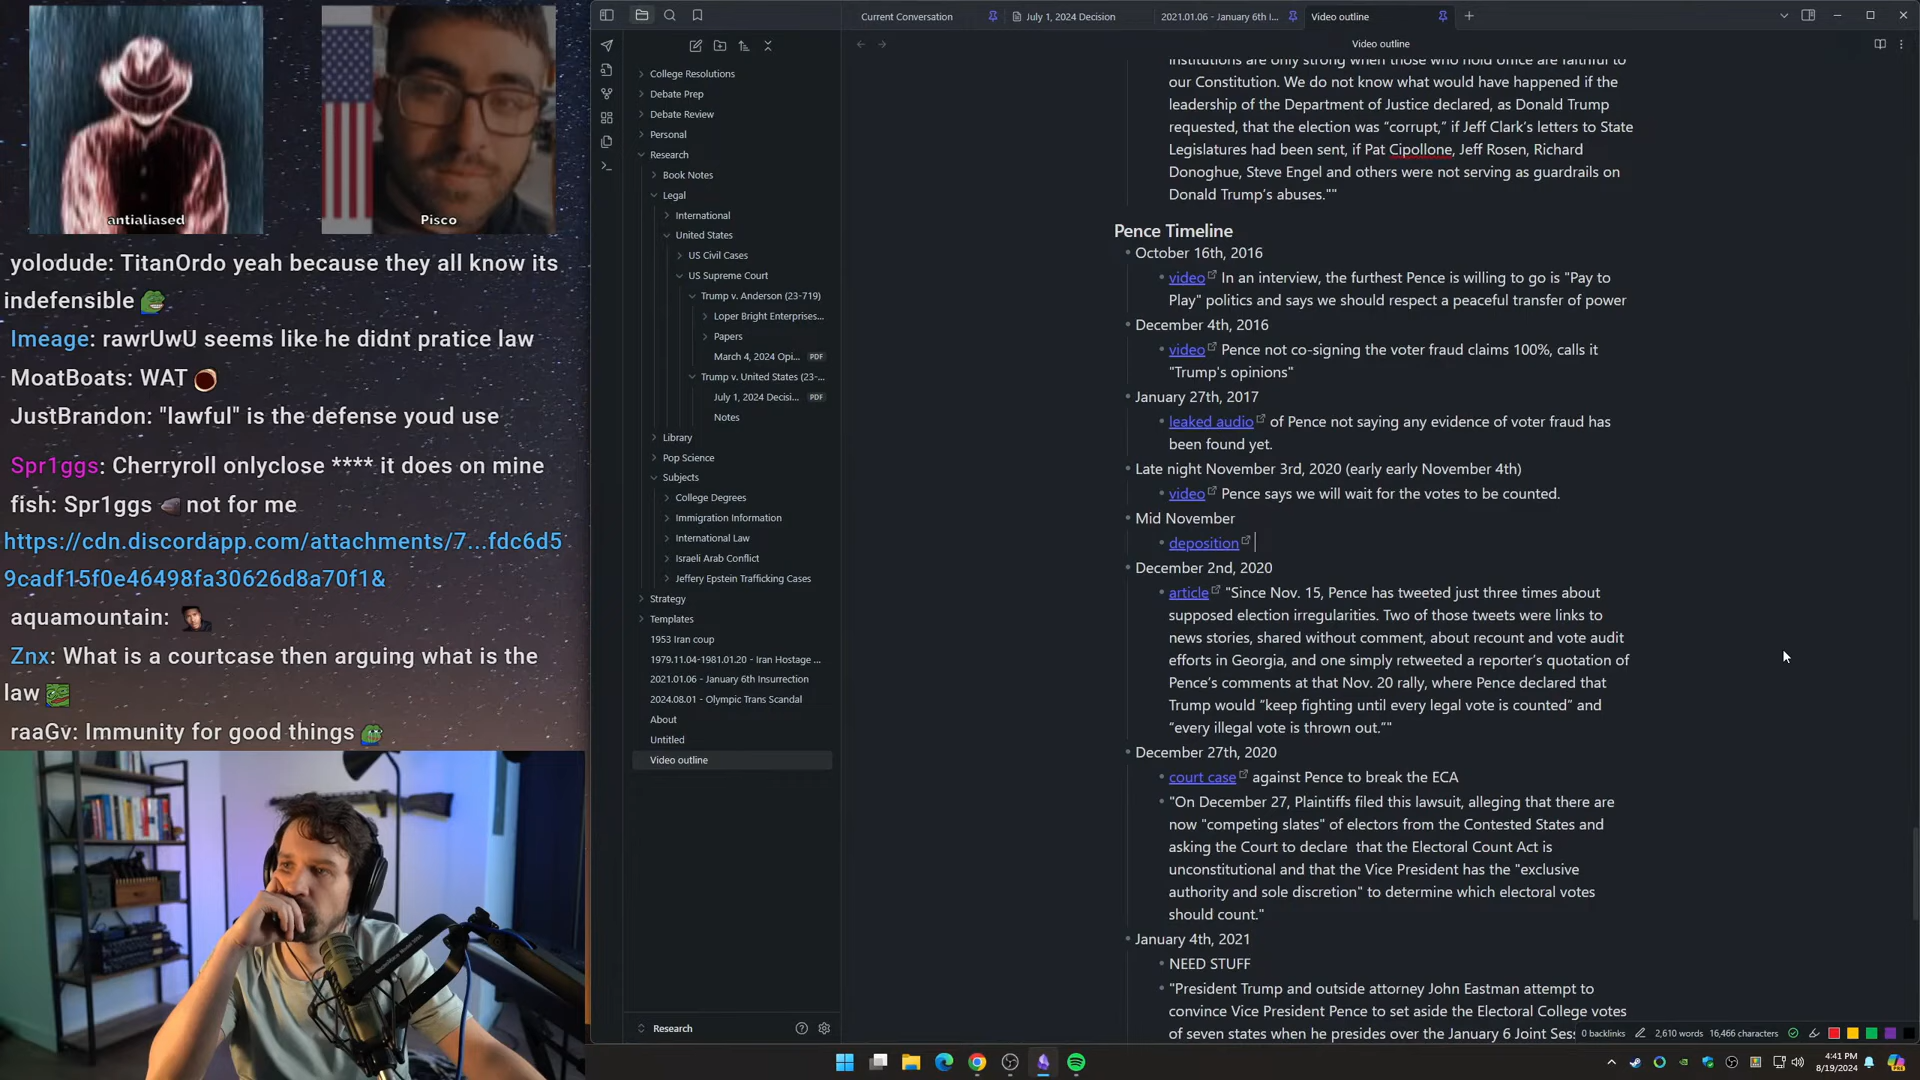 antialiased
Pisco
yolodude: TitanOrdo yeah because they all know its
indefensible
Imeage: rawrUwU seems like he didnt pratice law
MoatBoats: WAT
JustBrandon: "lawful" is the defense youd use
Spr1ggs: Cherryroll onlyclose **** it does on mine
fish: Spr1ggs not for me
https://cdn.discordapp.com/attachments/7...fdc6d5
9cadf15f0e46498fa30626d8a70f1&
aquamountain:
Znx: What is a courtcase then arguing what is the
law
raaGv: Immunity for good things
College Resolutions
Debate Prep
Debate Review
Personal
Research
Book Notes
Legal
International
United States
US Civil Cases
US Supreme Court
Trump v. Anderson (23-719)
Loper Bright Enterprises...
Papers
March 4, 2024 Opi... PDF
Trump v. United States (23-...
July 1, 2024 Decisi... PDF
Notes
Library
Pop Science
Subjects
College Degrees
Immigration Information
International Law
Israeli Arab Conflict
Jeffery Epstein Trafficking Cases
Strategy
Templates
1953 Iran coup
1979.11.04-1981.01.20 - Iran Hostage ...
2021.01.06 - January 6th Insurrection
2024.08.01 - Olympic Trans Scandal
About
Untitled
Video outline
Research
Current Conversation
July 1, 2024 Decision
2021.01.06 - January 6th I...
Video outline
Video outline
institutions are only strong when those who hold office are faithful to
our Constitution. We do not know what would have happened if the
leadership of the Department of Justice declared, as Donald Trump
requested, that the election was “corrupt,” if Jeff Clark’s letters to State
Legislatures had been sent, if Pat Cipollone, Jeff Rosen, Richard
Donoghue, Steve Engel and others were not serving as guardrails on
Donald Trump’s abuses.""
Pence Timeline
October 16th, 2016
video In an interview, the furthest Pence is willing to go is "Pay to
Play" politics and says we should respect a peaceful transfer of power
December 4th, 2016
video Pence not co-signing the voter fraud claims 100%, calls it
"Trump's opinions"
January 27th, 2017
leaked audio of Pence not saying any evidence of voter fraud has
been found yet.
Late night November 3rd, 2020 (early early November 4th)
video Pence says we will wait for the votes to be counted.
Mid November
deposition
December 2nd, 2020
article "Since Nov. 15, Pence has tweeted just three times about
supposed election irregularities. Two of those tweets were links to
news stories, shared without comment, about recount and vote audit
efforts in Georgia, and one simply retweeted a reporter’s quotation of
Pence’s comments at that Nov. 20 rally, where Pence declared that
Trump would “keep fighting until every legal vote is counted” and
“every illegal vote is thrown out.”"
December 27th, 2020
court case against Pence to break the ECA
"On December 27, Plaintiffs filed this lawsuit, alleging that there are
now "competing slates" of electors from the Contested States and
asking the Court to declare that the Electoral Count Act is
unconstitutional and that the Vice President has the "exclusive
authority and sole discretion" to determine which electoral votes
should count."
January 4th, 2021
NEED STUFF
"President Trump and outside attorney John Eastman attempt to
convince Vice President Pence to set aside the Electoral College votes
of seven states when he presides over the January 6 Joint Sess
0 backlinks 2,610 words 16,466 characters
4:41 PM
8/19/2024